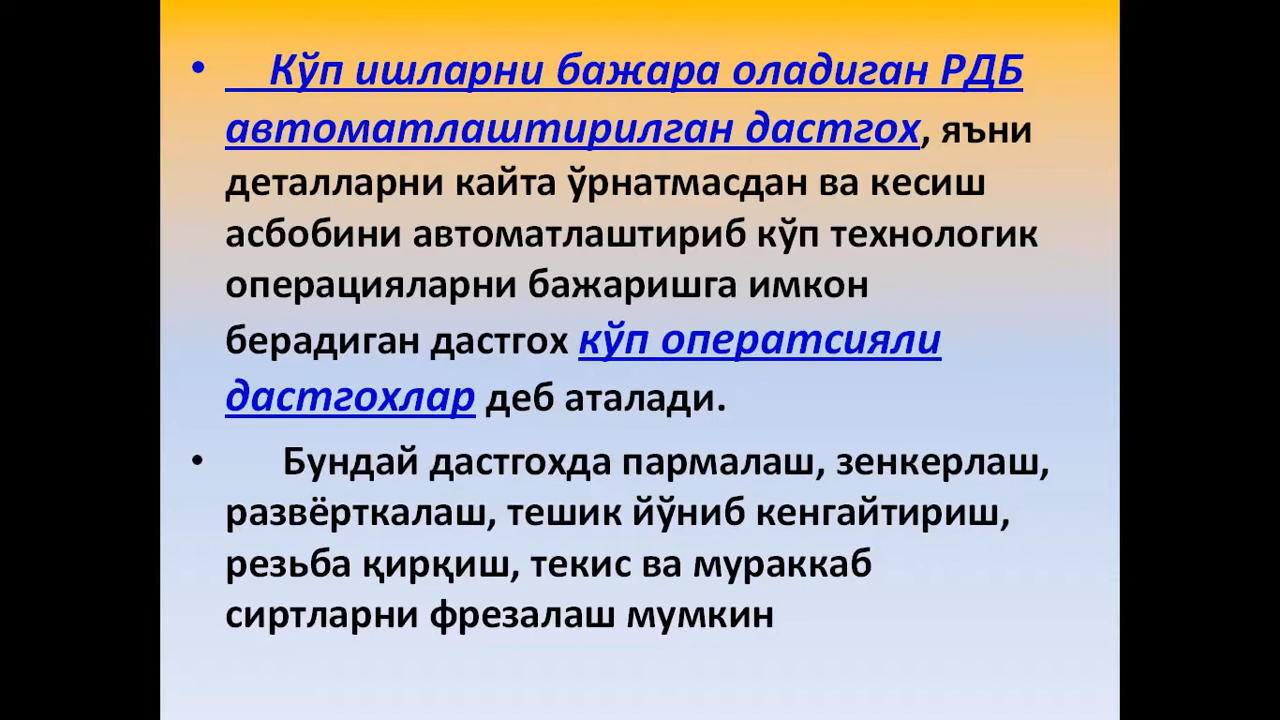 • Кўп ишларни бажара оладиган РДБ
автоматлаштирилган дастгох, яъни
деталларни кайта ўрнатмасдан ва кесиш
асбобини автоматлаштириб кўп технологик
операцияларни бажаришга имкон
берадиган дастгох кўп оператсияли
дастгохлар деб аталади.
• Бундай дастгохда пармалаш, зенкерлаш,
развёрткалаш, тешик йўниб кенгайтириш,
резьба қирқиш, текис ва мураккаб
сиртларни фрезалаш мумкин